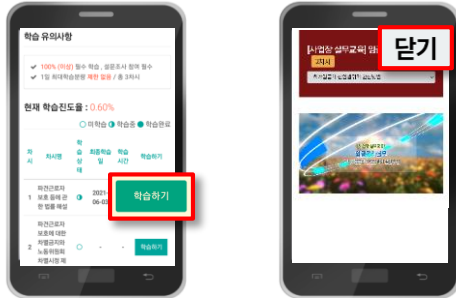 학습 유의사항
100% (이상) 필수 학습, 설문조사 참여 필수
1일 최대학습분량 제한 없음 / 총 3차시
현재 학습진도율 : 0.60%
미학습 학습중 학습완료
차시 차시명 학습상태 최종학습일 학습시간 학습하기
1 파견근로자 보호 등에 관한 법률 해설 2021-06-03 학습하기
2 파견근로자 보호에 대한 차별금지와 노동위원회 차별시정 제 - - 학습하기
[사업장 실무교육]
닫기